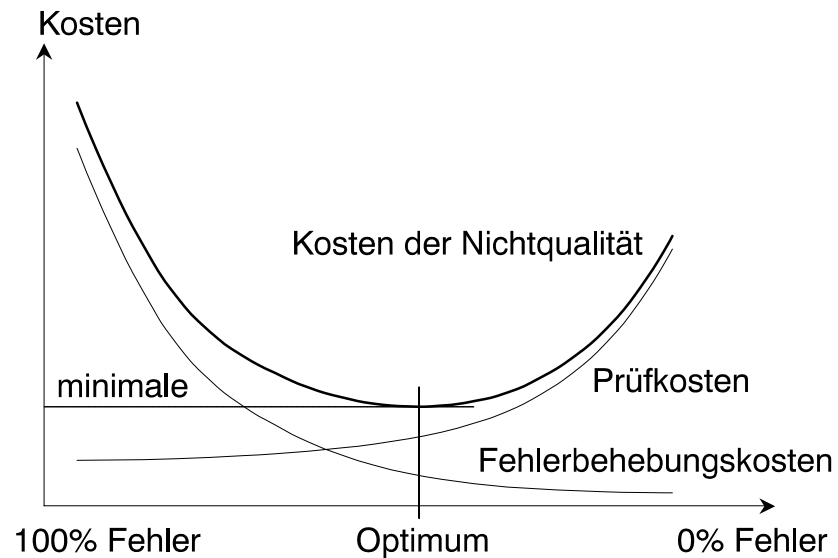 Kosten
Kosten der Nichtqualität
minimale
Prüfkosten
Fehlerbehebungskosten
100% Fehler
Optimum
0% Fehler